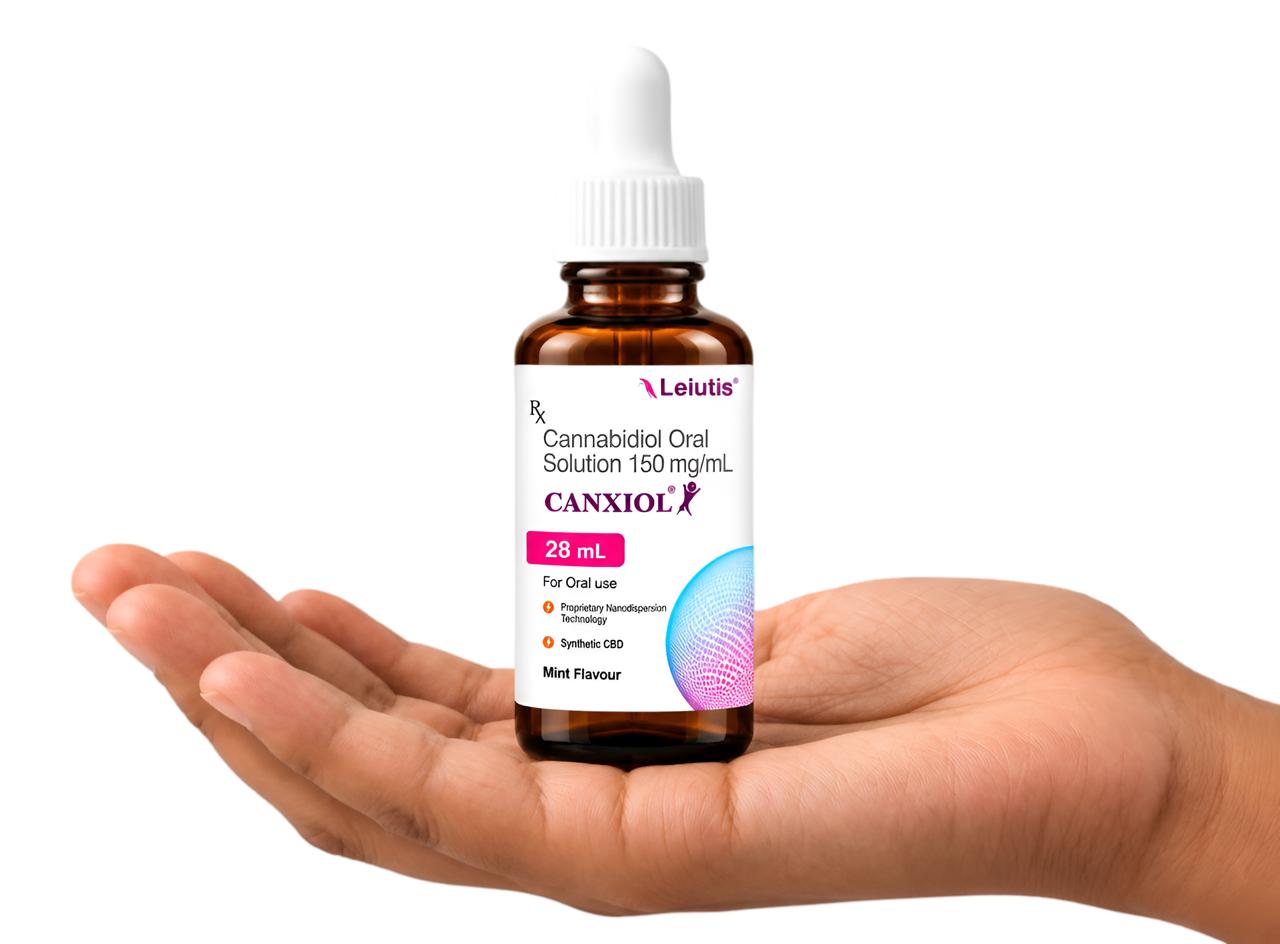 Leiutis®
Rx
Cannabidiol Oral
Solution 150 mg/mL
CANXIOL®
28 mL
For Oral use
Proprietary Nanodispersion
Technology
Synthetic CBD
Mint Flavour